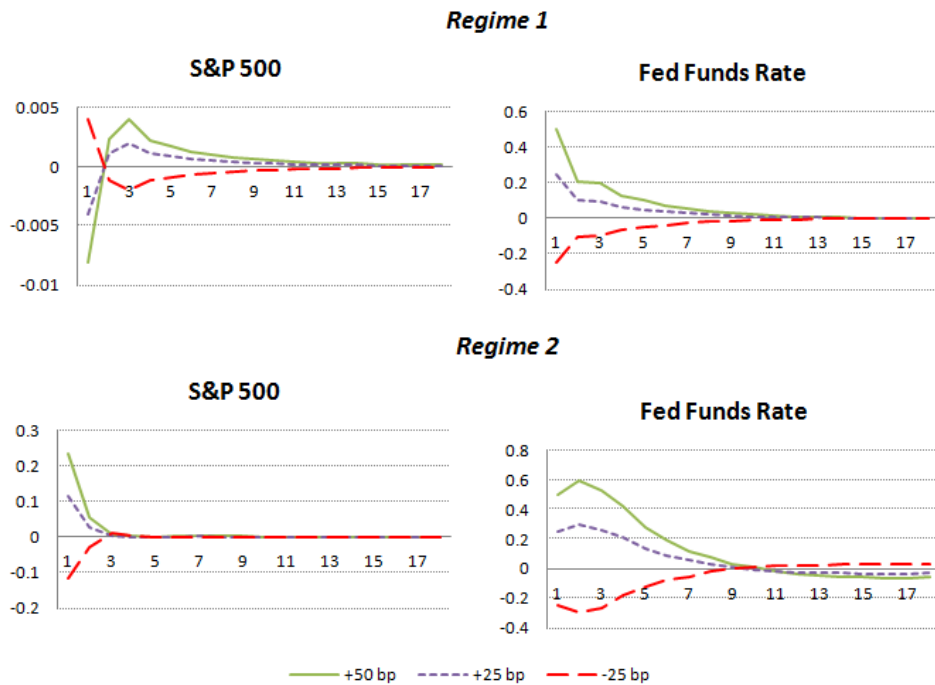 Regime 1
S&P 500
0.005
0
-0.005
-0.01
1 3 5 7 9 11 13 15 17
Fed Funds Rate
0.6
0.4
0.2
0
-0.2
-0.4
1 3 5 7 9 11 13 15 17
Regime 2
S&P 500
0.3
0.2
0.1
0
-0.1
-0.2
1 3 5 7 9 11 13 15 17
Fed Funds Rate
0.8
0.6
0.4
0.2
0
-0.2
-0.4
1 3 5 7 9 11 13 15 17
+50 bp +25 bp -25 bp